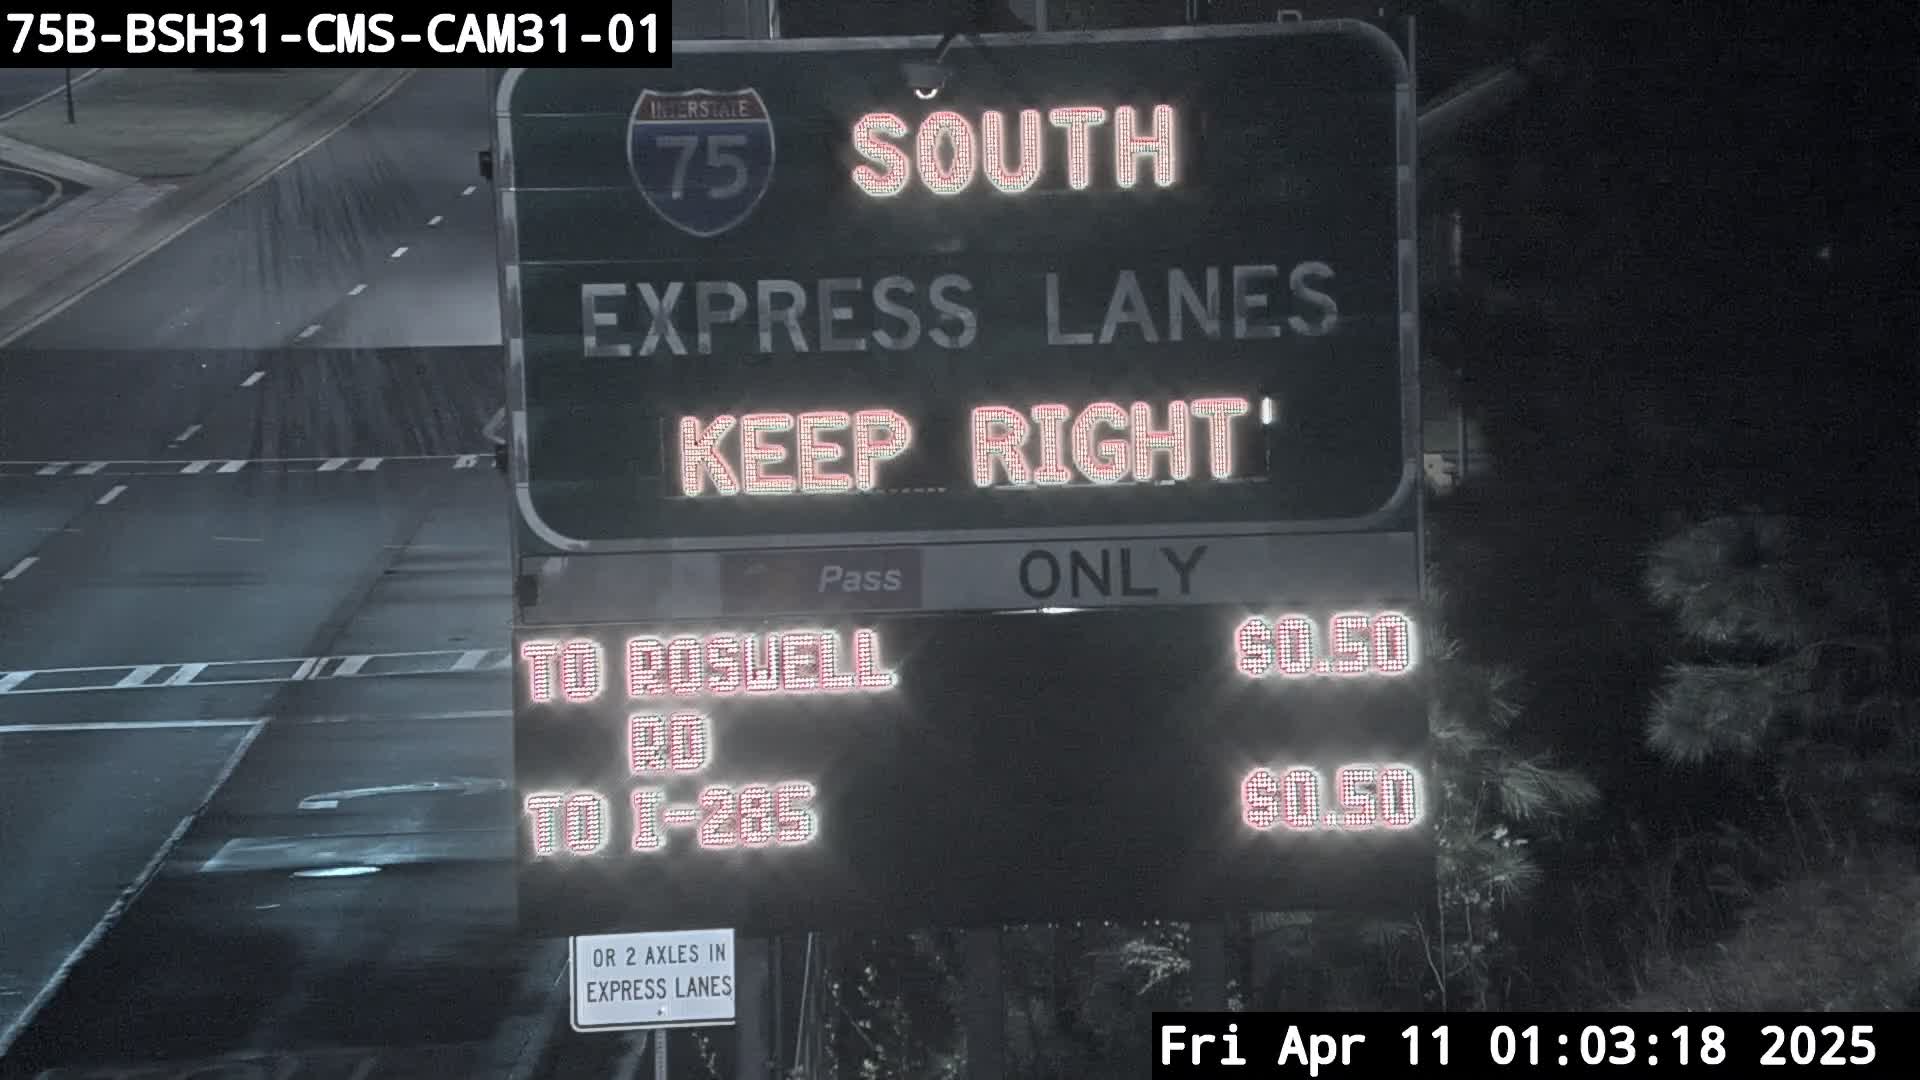 75B-BSH31-CMS-CAM31-01
INTERSTATE
75
SOUTH
EXPRESS LANES
KEEP RIGHT
Pass ONLY
TO ROSWELL $0.50
RD
TO I-285 $0.50
OR 2 AXLES IN
EXPRESS LANES
Fri Apr 11 01:03:18 2025